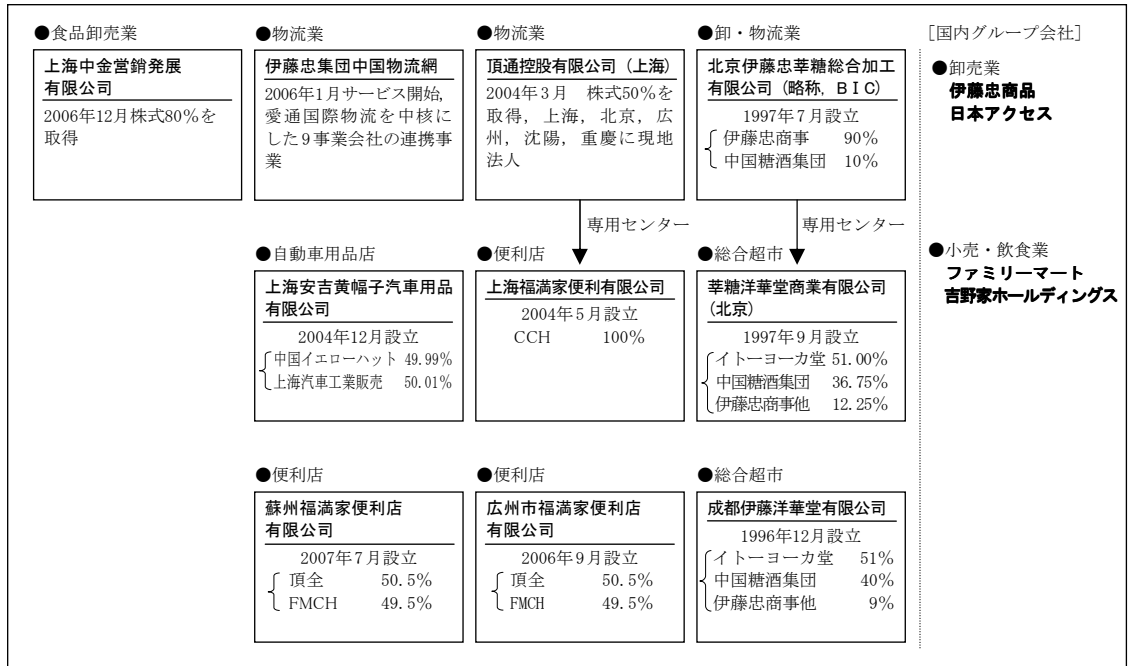 ●食品卸売業
上海中金営銷発展
有限公司
2006年12月株式80%を
取得
●物流業
伊藤忠集団中国物流網
2006年1月サービス開始,
愛通国際物流を中核に
した9事業会社の連携事
業
●物流業
頂通控股有限公司（上海）
2004年3月　株式50%を
取得，上海，北京，広
州，沈陽，重慶に現地
法人
●卸・物流業
北京伊藤忠莘糖総合加工
有限公司（略称，ＢＩＣ）
1997年7月設立
伊藤忠商事　90%
中国糖酒集団　10%
［国内グループ会社］
●卸売業
伊藤忠商品
日本アクセス
専用センター
専用センター
●自動車用品店
上海安吉黄幅子汽車用品
有限公司
2004年12月設立
中国イエローハット 49.99%
上海汽車工業販売　50.01%
●便利店
上海福満家便利有限公司
2004年5月設立
CCH　100%
●総合超市
莘糖洋華堂商業有限公司
(北京)
1997年9月設立
イトーヨーカ堂 51.00%
中国糖酒集団　36.75%
伊藤忠商事他　12.25%
●小売・飲食業
ファミリーマート
吉野家ホールディングス
●便利店
蘇州福満家便利店
有限公司
2007年7月設立
頂全　50.5%
FMCH　49.5%
●便利店
広州市福満家便利店
有限公司
2006年9月設立
頂全　50.5%
FMCH　49.5%
●総合超市
成都伊藤洋華堂有限公司
1996年12月設立
イトーヨーカ堂　51%
中国糖酒集団　40%
伊藤忠商事他　9%